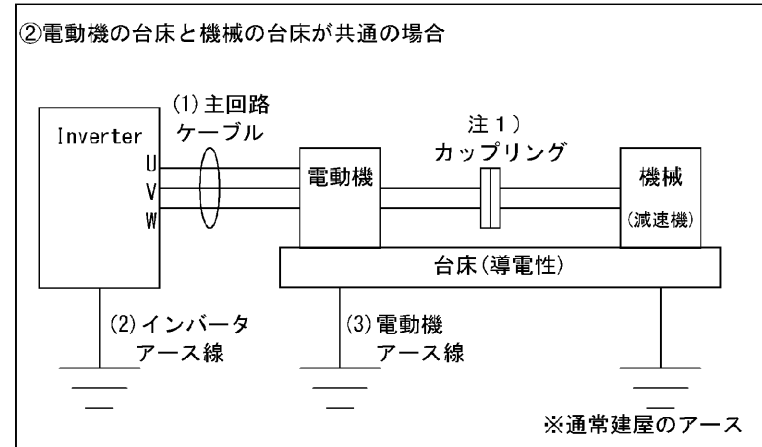 ②電動機の台床と機械の台床が共通の場合
(1)主回路
ケーブル
注１)
カップリング
Inverter
U
V
W
電動機
機械
(減速機)
台床(導電性)
(2)インバータ
アース線
(3)電動機
アース線
※通常建屋のアース